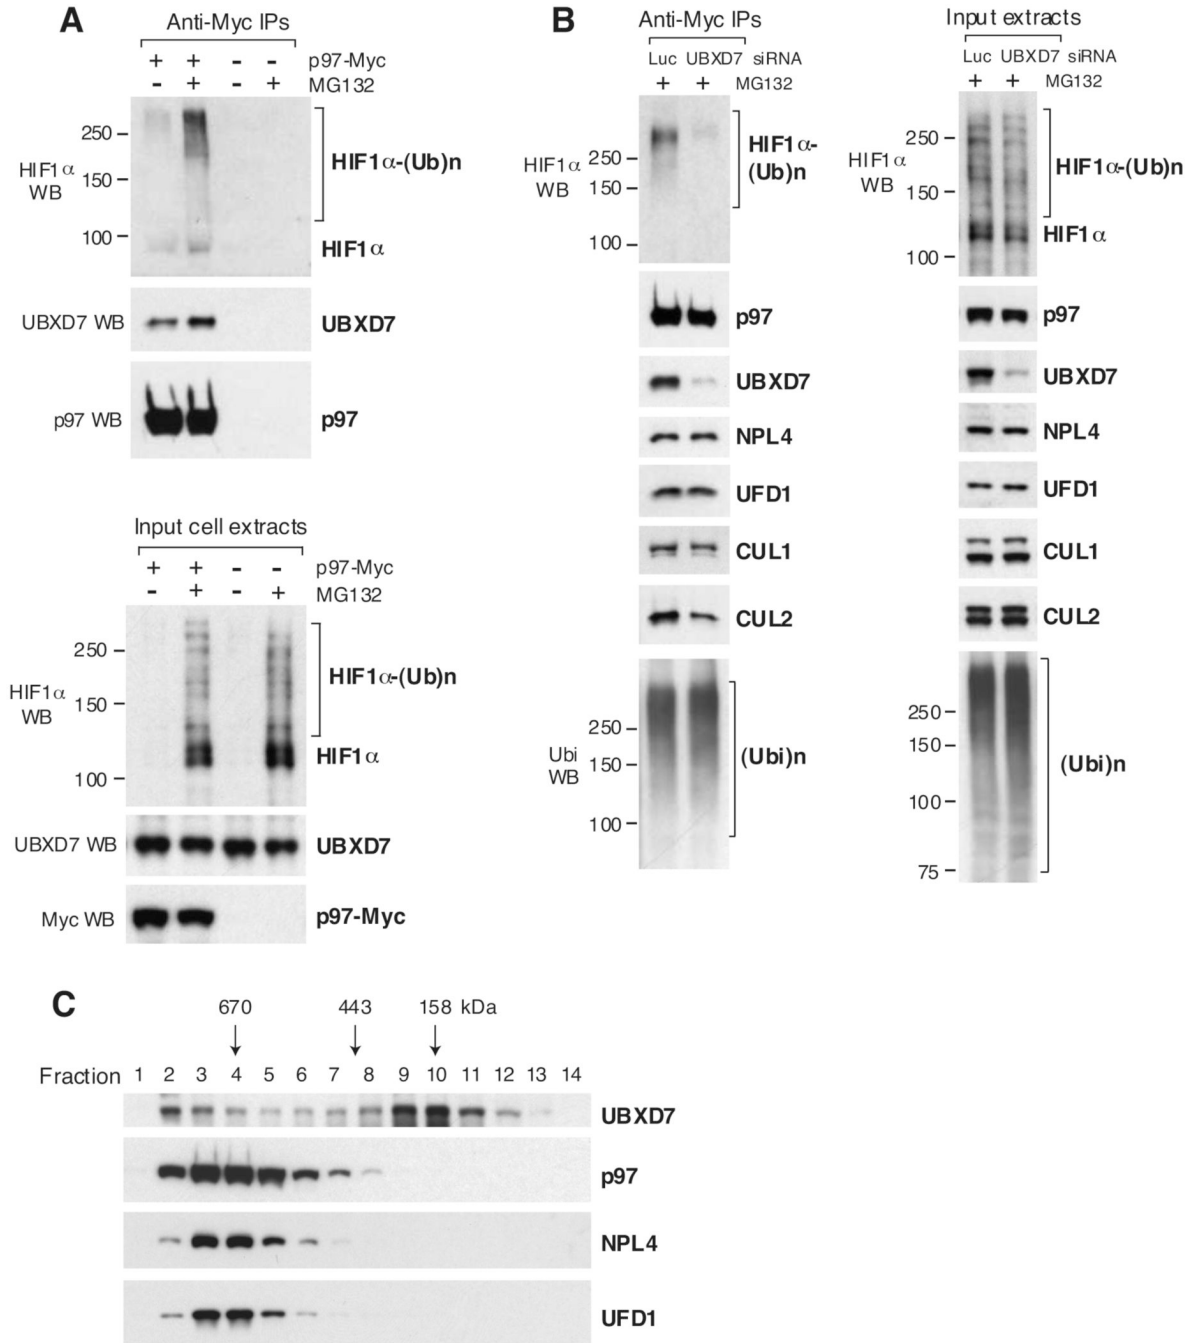 A
Anti-Myc IPs
+ + - - p97-Myc
- + - + MG132
250
150
100
HIF1α
WB
HIF1α-(Ub)n
HIF1α
UBXD7 WB
UBXD7
p97 WB
p97
Input cell extracts
+ + - - p97-Myc
- + - + MG132
250
150
100
HIF1α
WB
HIF1α-(Ub)n
HIF1α
UBXD7 WB
UBXD7
Myc WB
p97-Myc
B
Anti-Myc IPs
Luc UBXD7 siRNA
+ + MG132
HIF1α
WB
250
150
100
HIF1α-
(Ub)n
p97
UBXD7
NPL4
UFD1
CUL1
CUL2
Ubi
WB
250
150
100
(Ubi)n
Input extracts
Luc UBXD7 siRNA
+ + MG132
HIF1α
WB
250
150
100
HIF1α-(Ub)n
HIF1α
p97
UBXD7
NPL4
UFD1
CUL1
CUL2
250
150
100
75
(Ubi)n
C
670 443 158 kDa
Fraction 1 2 3 4 5 6 7 8 9 10 11 12 13 14
UBXD7
p97
NPL4
UFD1